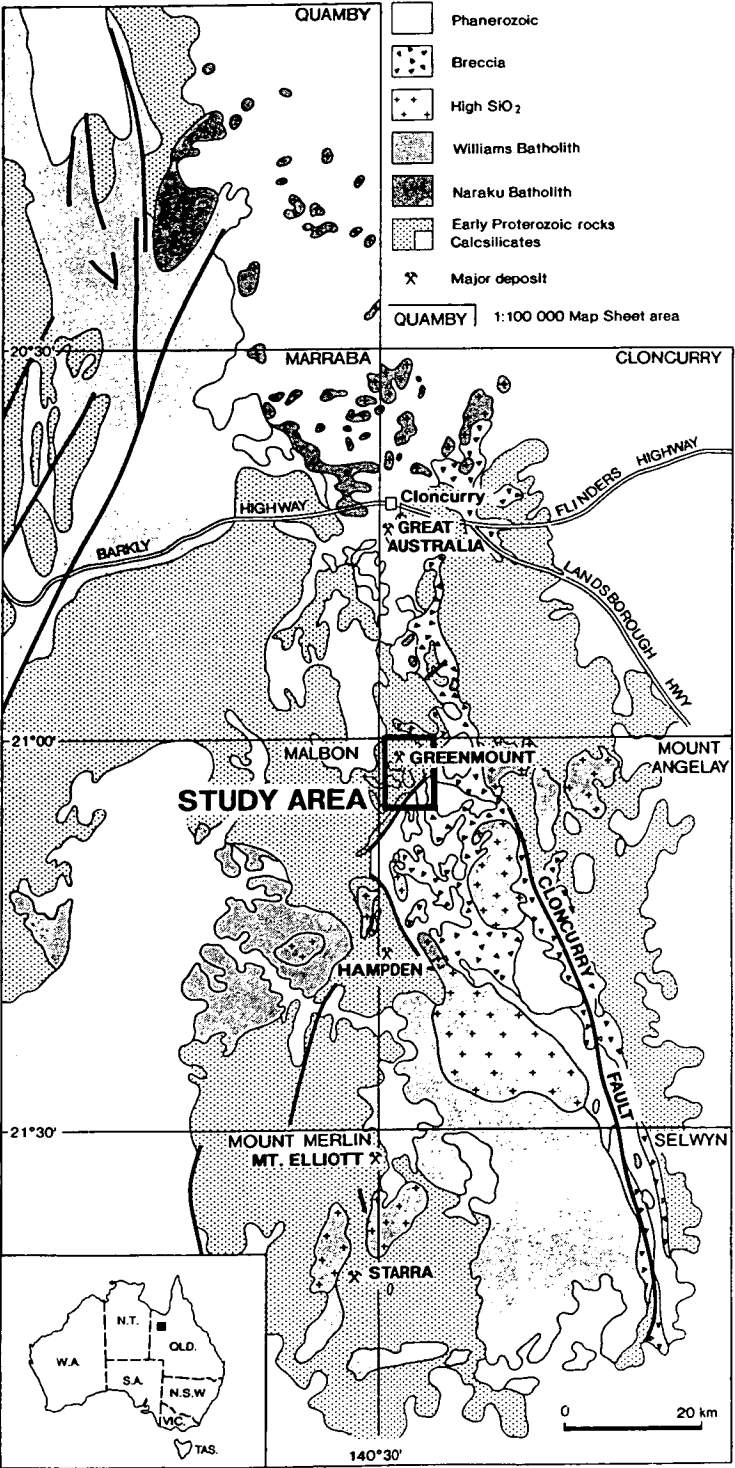 QUAMBY
Phanerozoic
Breccia
High SiO2
Williams Batholith
Naraku Batholith
Early Proterozoic rocks
Calcsilicates
Major deposit
QUAMBY 1:100 000 Map Sheet area
20°30'
MARRABA
CLONCURRY
Cloncurry
BARKLY HIGHWAY
FLINDERS HIGHWAY
GREAT
AUSTRALIA
LANDSBOROUGH HWY
21°00'
MALBON
GREENMOUNT
MOUNT
ANGELAY
STUDY AREA
CLONCURRY FAULT
HAMPDEN
21°30'
MOUNT MERLIN
SELWYN
MT. ELLIOTT
STARRA
N.T.
QLD.
W.A.
S.A.
N.S.W
VIC.
TAS.
0 20 km
140°30'